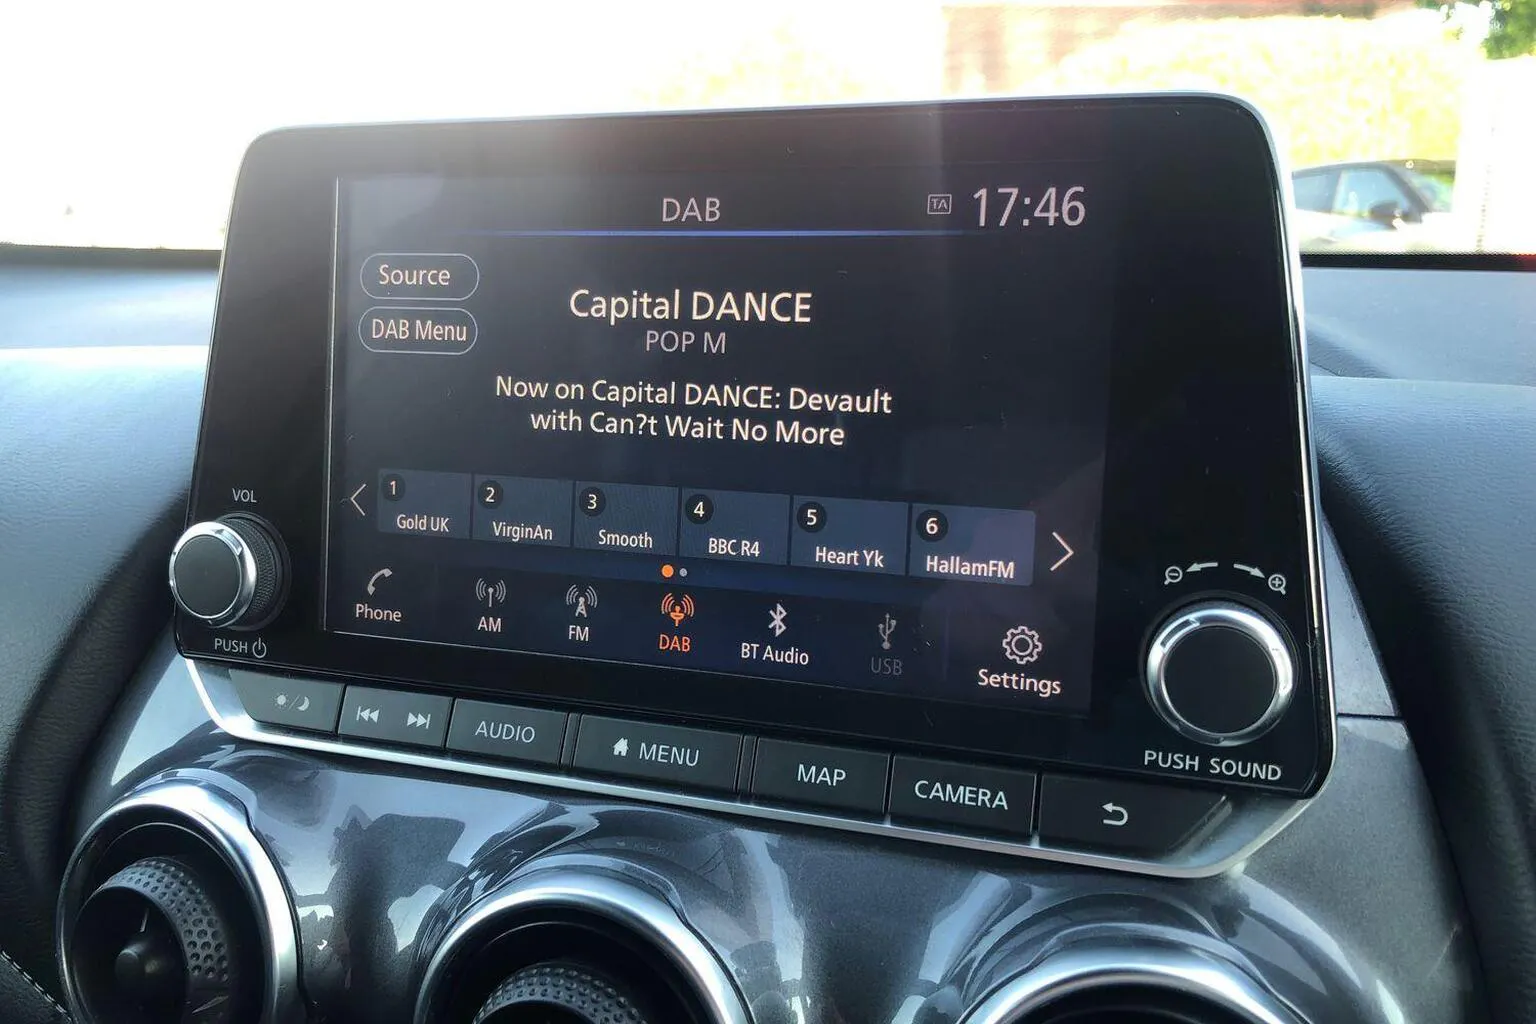 DAB
TA
17:46
Source
DAB Menu
Capital DANCE
POP M
Now on Capital DANCE: Devault
with Can?t Wait No More
1
Gold UK
2
VirginAn
3
Smooth
4
BBC R4
5
Heart Yk
6
HallamFM
Phone
AM
FM
DAB
BT Audio
USB
Settings
VOL
PUSH
PUSH SOUND
AUDIO
MENU
MAP
CAMERA